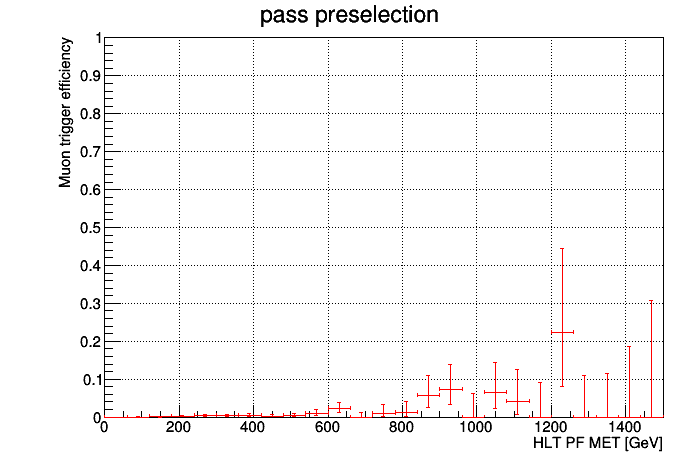 pass preselection
Muon trigger efficiency
1
0.9
0.8
0.7
0.6
0.5
0.4
0.3
0.2
0.1
0
0 200 400 600 800 1000 1200 1400
HLT PF MET [GeV]